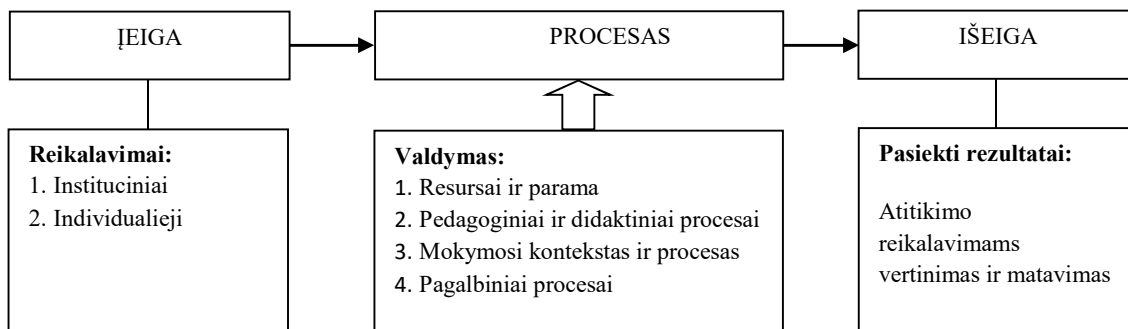 ĮEIGA
PROCESAS
IŠEIGA
Reikalavimai:
1. Instituciniai
2. Individualieji
Valdymas:
1. Resursai ir parama
2. Pedagoginiai ir didaktiniai procesai
3. Mokymosi kontekstas ir procesas
4. Pagalbiniai procesai
Pasiekti rezultatai:
Atitikimo
reikalavimams
vertinimas ir matavimas